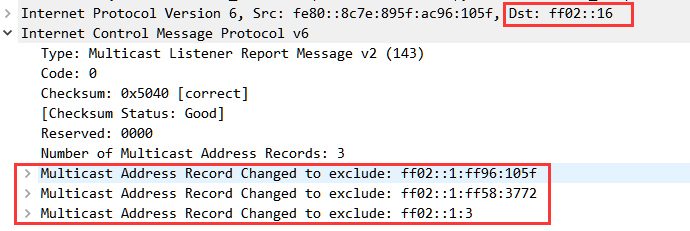 Internet Protocol Version 6, Src: fe80::8c7e:895f:ac96:105f, Dst: ff02::16
Internet Control Message Protocol v6
Type: Multicast Listener Report Message v2 (143)
Code: 0
Checksum: 0x5040 [correct]
[Checksum Status: Good]
Reserved: 0000
Number of Multicast Address Records: 3
Multicast Address Record Changed to exclude: ff02::1:ff96:105f
Multicast Address Record Changed to exclude: ff02::1:ff58:3772
Multicast Address Record Changed to exclude: ff02::1:3